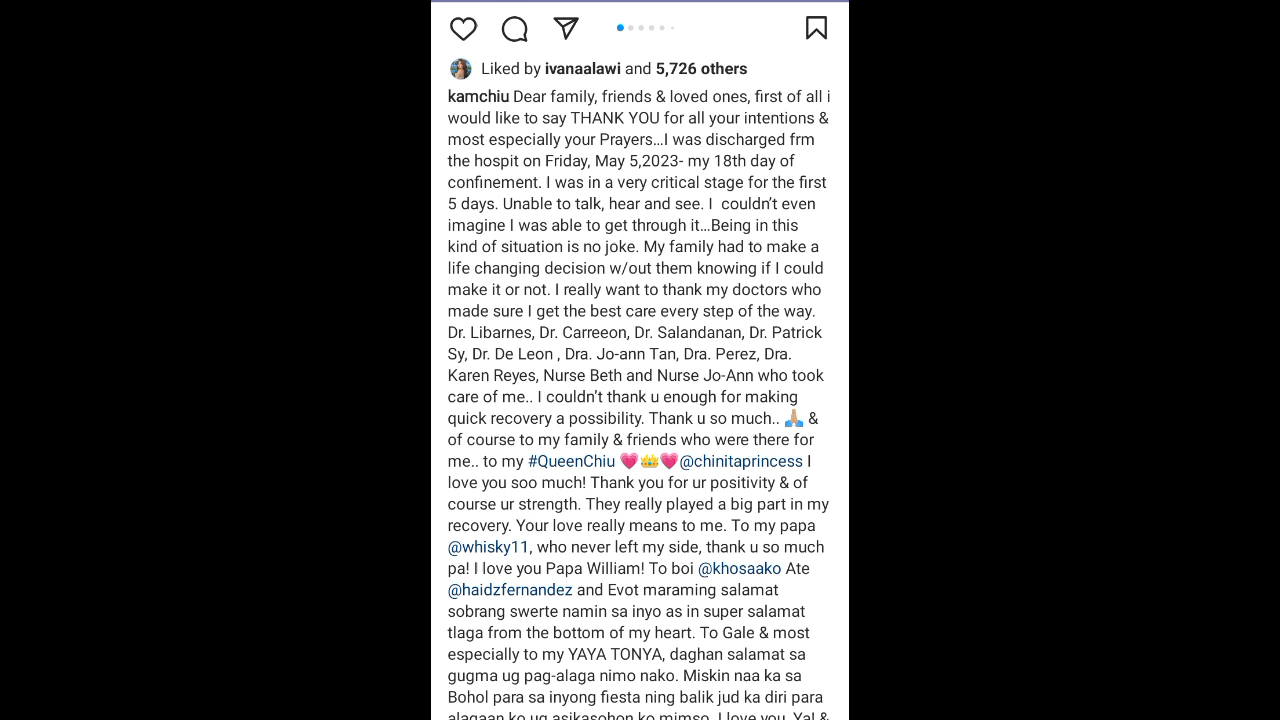 Liked by ivanaalawi and 5,726 others
kamchiu Dear family, friends & loved ones, first of all i
would like to say THANK YOU for all your intentions &
most especially your Prayers…I was discharged frm
the hospit on Friday, May 5,2023- my 18th day of
confinement. I was in a very critical stage for the first
5 days. Unable to talk, hear and see. I  couldn’t even
imagine I was able to get through it…Being in this
kind of situation is no joke. My family had to make a
life changing decision w/out them knowing if I could
make it or not. I really want to thank my doctors who
made sure I get the best care every step of the way.
Dr. Libarnes, Dr. Carreeon, Dr. Salandanan, Dr. Patrick
Sy, Dr. De Leon , Dra. Jo-ann Tan, Dra. Perez, Dra.
Karen Reyes, Nurse Beth and Nurse Jo-Ann who took
care of me.. I couldn’t thank u enough for making
quick recovery a possibility. Thank u so much.. 🙏🏼 &
of course to my family & friends who were there for
me.. to my #QueenChiu 💗👑💗@chinitaprincess I
love you soo much! Thank you for ur positivity & of
course ur strength. They really played a big part in my
recovery. Your love really means to me. To my papa
@whisky11, who never left my side, thank u so much
pa! I love you Papa William! To boi @khosaako Ate
@haidzfernandez and Evot maraming salamat
sobrang swerte namin sa inyo as in super salamat
tlaga from the bottom of my heart. To Gale & most
especially to my YAYA TONYA, daghan salamat sa
gugma ug pag-alaga nimo nako. Miskin naa ka sa
Bohol para sa inyong fiesta ning balik jud ka diri para
alagaan ko ug asikasohon ko mimso. I love you, Ya! &